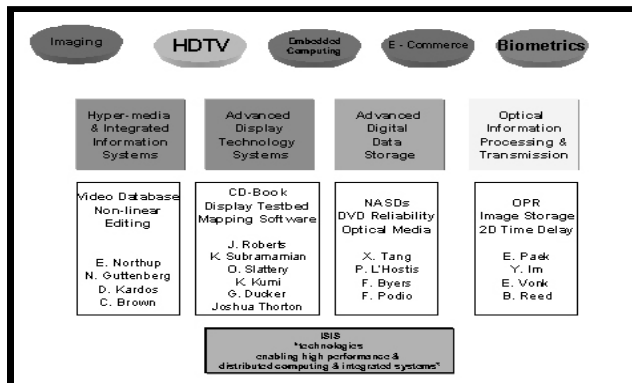 Imaging
HDTV
Embedded
Computing
E - Commerce
Biometrics
Hyper-media
& Integrated
Information
Systems
Advanced
Display
Technology
Systems
Advanced
Digital
Data
Storage
Optical
Information
Processing &
Transmission
Video Database
Non-linear
Editing
E. Northup
N. Guttenberg
D. Kardos
C. Brown
CD-Book
Display Testbed
Mapping Software
J. Roberts
K. Subramamian
O. Slattery
K. Kumi
G. Ducker
Joshua Thorton
NASDs
DVD Reliability
Optical Media
X. Tang
P. L'Hostis
F. Byers
F. Podio
OPR
Image Storage
2D Time Delay
E. Paek
Y. Im
E. Vonk
B. Reed
ISIS
"technologies
enabling high performance &
distributed computing & integrated systems"